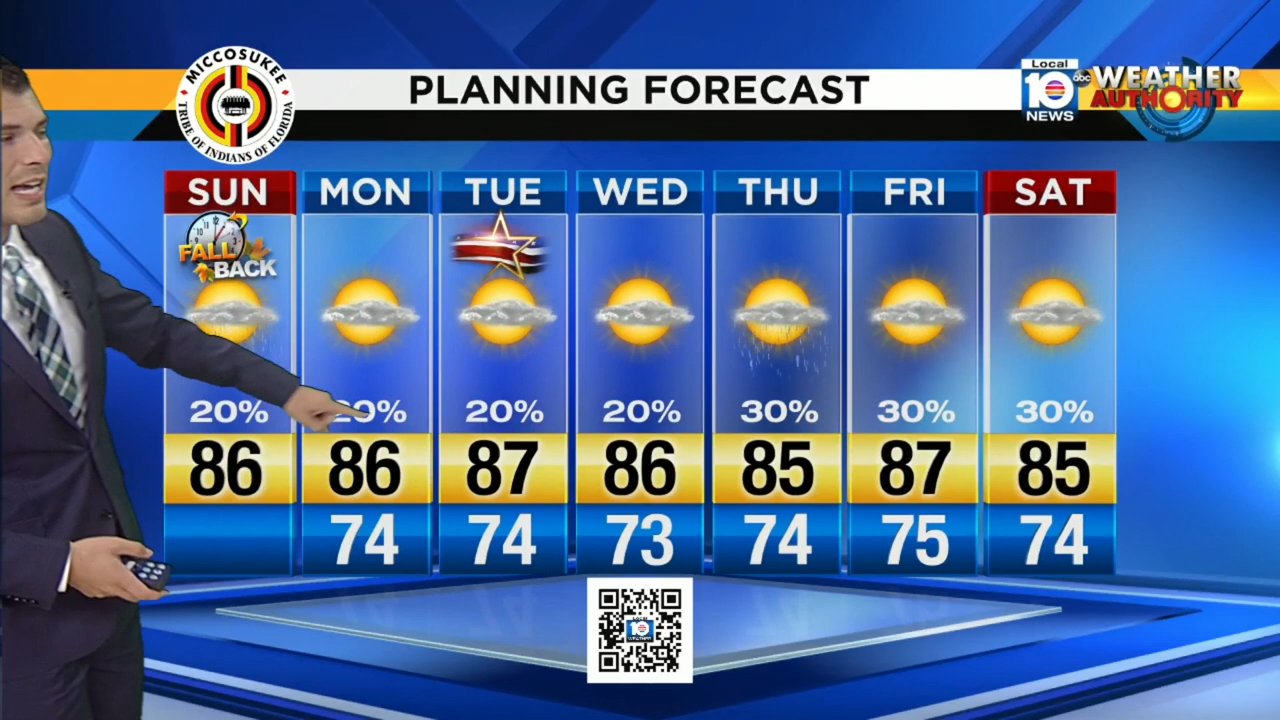 MICCOSUKEE
TRIBE OF INDIANS OF FLORIDA
PLANNING FORECAST
Local
10
NEWS
abc
WEATHER
AUTHORITY
SUN MON TUE WED THU FRI SAT
FALL
BACK
20% 20% 20% 30% 30% 30%
86 86 87 86 85 87 85
74 74 73 74 75 74